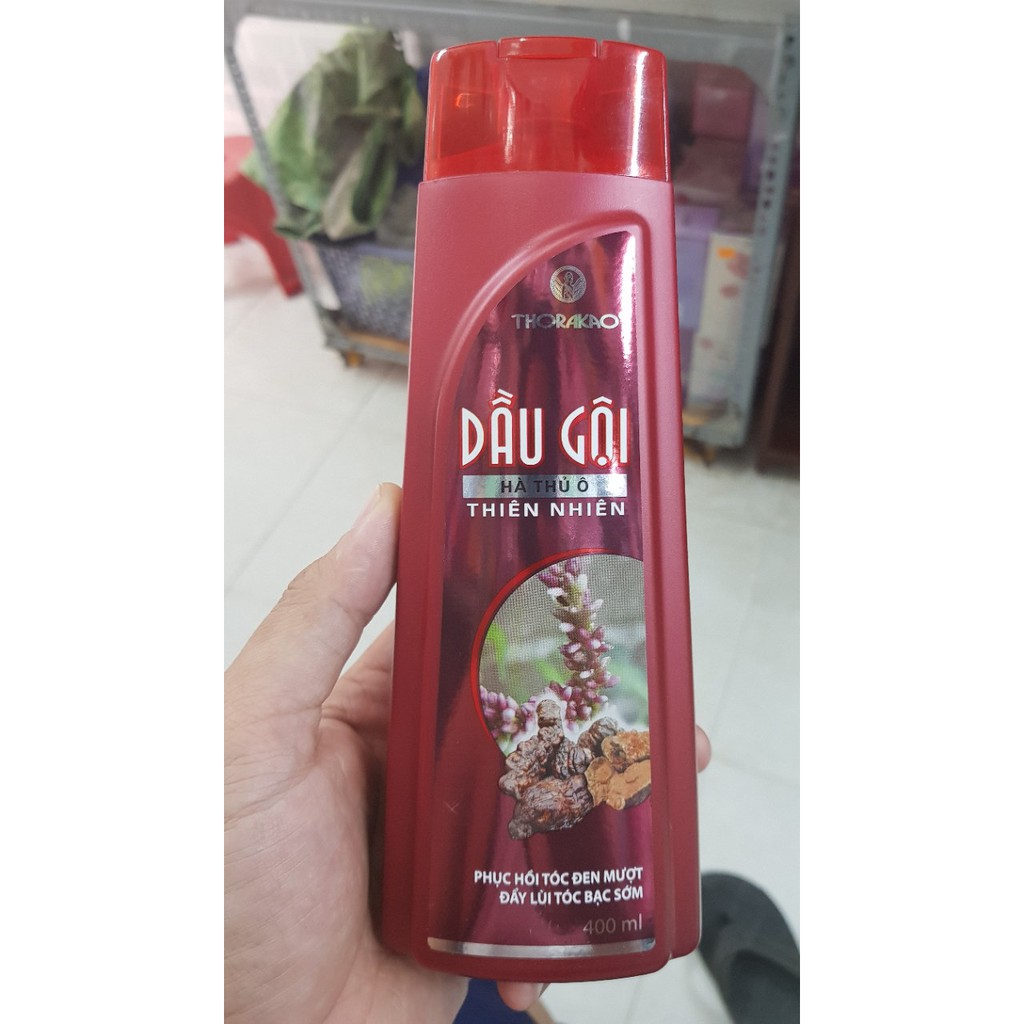 THORAKAO
DẦU GỘI
HÀ THỦ Ô
THIÊN NHIÊN
PHỤC HỒI TÓC ĐEN MƯỢT
ĐẨY LÙI TÓC BẠC SỚM
400 ml